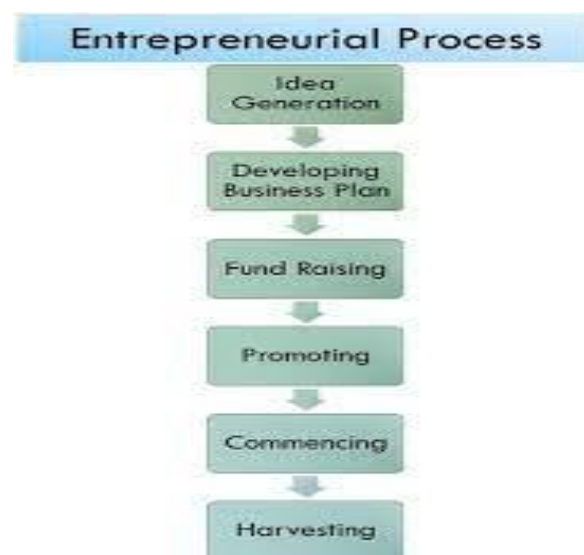 Entrepreneurial Process
Idea
Generation
Developing
Business Plan
Fund Raising
Promoting
Commencing
Harvesting